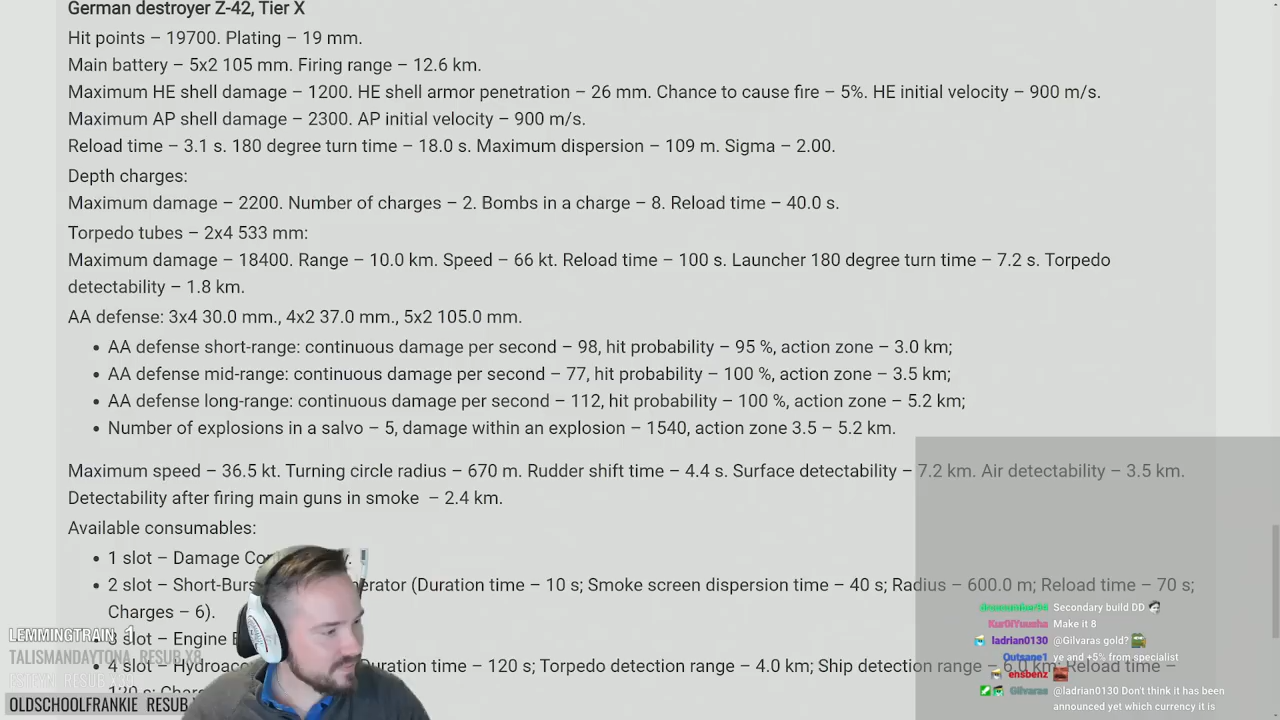 German destroyer Z-42, Tier X
Hit points – 19700. Plating – 19 mm.
Main battery – 5x2 105 mm. Firing range – 12.6 km.
Maximum HE shell damage – 1200. HE shell armor penetration – 26 mm. Chance to cause fire – 5%. HE initial velocity – 900 m/s.
Maximum AP shell damage – 2300. AP initial velocity – 900 m/s.
Reload time – 3.1 s. 180 degree turn time – 18.0 s. Maximum dispersion – 109 m. Sigma – 2.00.
Depth charges:
Maximum damage – 2200. Number of charges – 2. Bombs in a charge – 8. Reload time – 40.0 s.
Torpedo tubes – 2x4 533 mm:
Maximum damage – 18400. Range – 10.0 km. Speed – 66 kt. Reload time – 100 s. Launcher 180 degree turn time – 7.2 s. Torpedo
detectability – 1.8 km.
AA defense: 3x4 30.0 mm., 4x2 37.0 mm., 5x2 105.0 mm.
• AA defense short-range: continuous damage per second – 98, hit probability – 95 %, action zone – 3.0 km;
• AA defense mid-range: continuous damage per second – 77, hit probability – 100 %, action zone – 3.5 km;
• AA defense long-range: continuous damage per second – 112, hit probability – 100 %, action zone – 5.2 km;
• Number of explosions in a salvo – 5, damage within an explosion – 1540, action zone 3.5 – 5.2 km.
Maximum speed – 36.5 kt. Turning circle radius – 670 m. Rudder shift time – 4.4 s. Surface detectability – 7.2 km. Air detectability – 3.5 km.
Detectability after firing main guns in smoke – 2.4 km.
Available consumables:
• 1 slot – Damage
• 2 slot – (Duration time – 10 s; Smoke screen dispersion time – 40 s; Radius – 600.0 m; Reload time – 70 s;
Charges – 6).
slot – Engine
4 slot – Duration time – 120 s; Torpedo detection range – 4.0 km; Ship detection range – 6.0 km; Reload time –
Secondary build DD
KurOiYuusha Make it 8
ladrian0130 @Gilvaras gold?
Outsane1 ye and +5% from specialist
ehsbenz
Gilvaras @ladrian0130 Don't think it has been
announced yet which currency it is
LEMMINGTRAIN
TALISMANDAYTONA RESUB X8
OLDSCHOOLFRANKIE RESUB